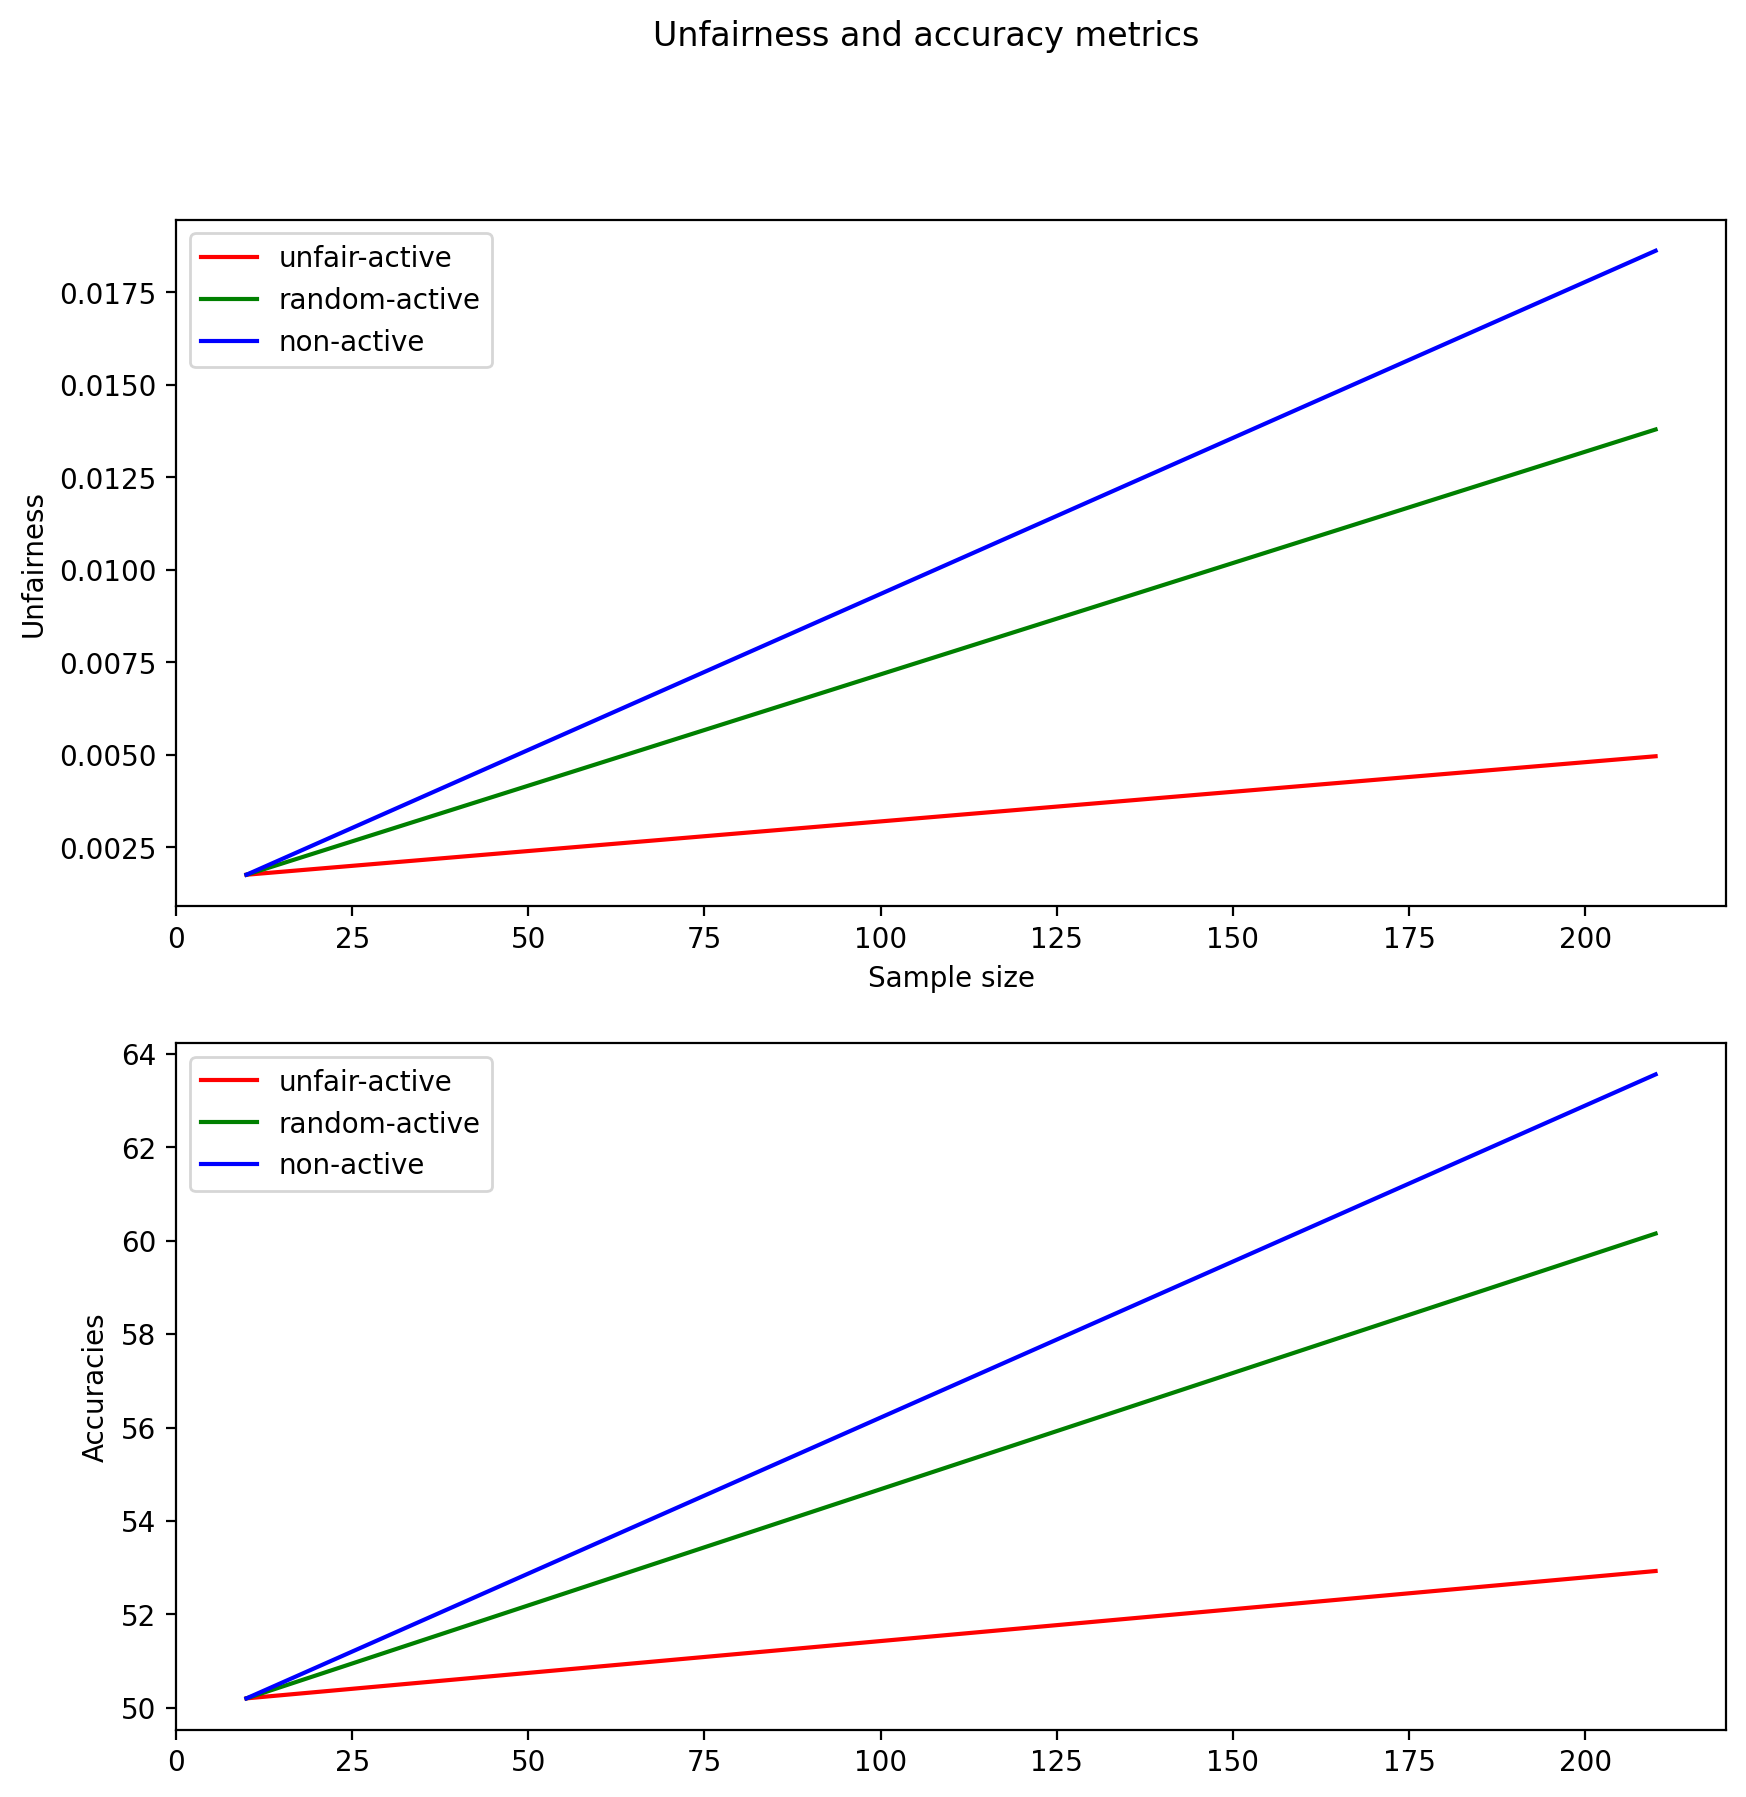 Unfairness and accuracy metrics
unfair-active
random-active
non-active
0.0175
0.0150
0.0125
0.0100
0.0075
0.0050
0.0025
Unfairness
0 25 50 75 100 125 150 175 200
Sample size
unfair-active
random-active
non-active
64
62
60
58
56
54
52
50
Accuracies
0 25 50 75 100 125 150 175 200